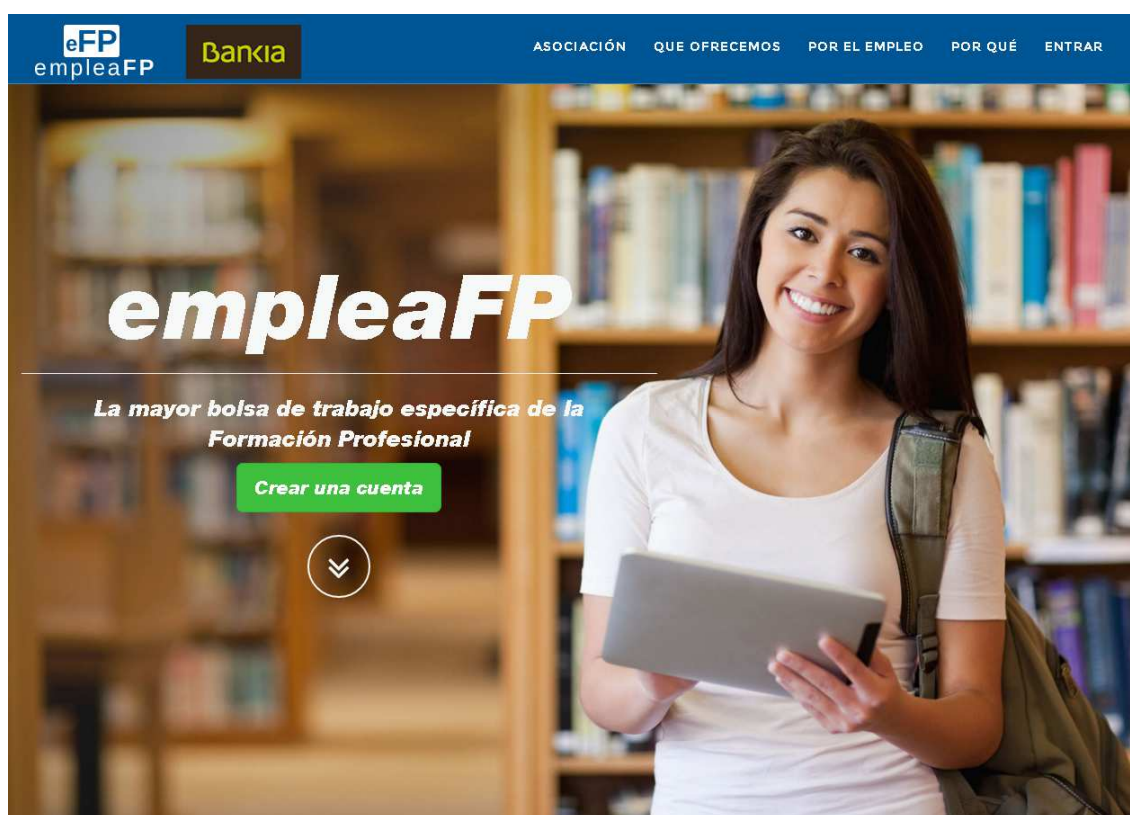 eFP
empleaFP
Bankia
ASOCIACIÓN QUE OFRECEMOS POR EL EMPLEO POR QUÉ ENTRAR
empleaFP
La mayor bolsa de trabajo específica de la
Formación Profesional
Crear una cuenta